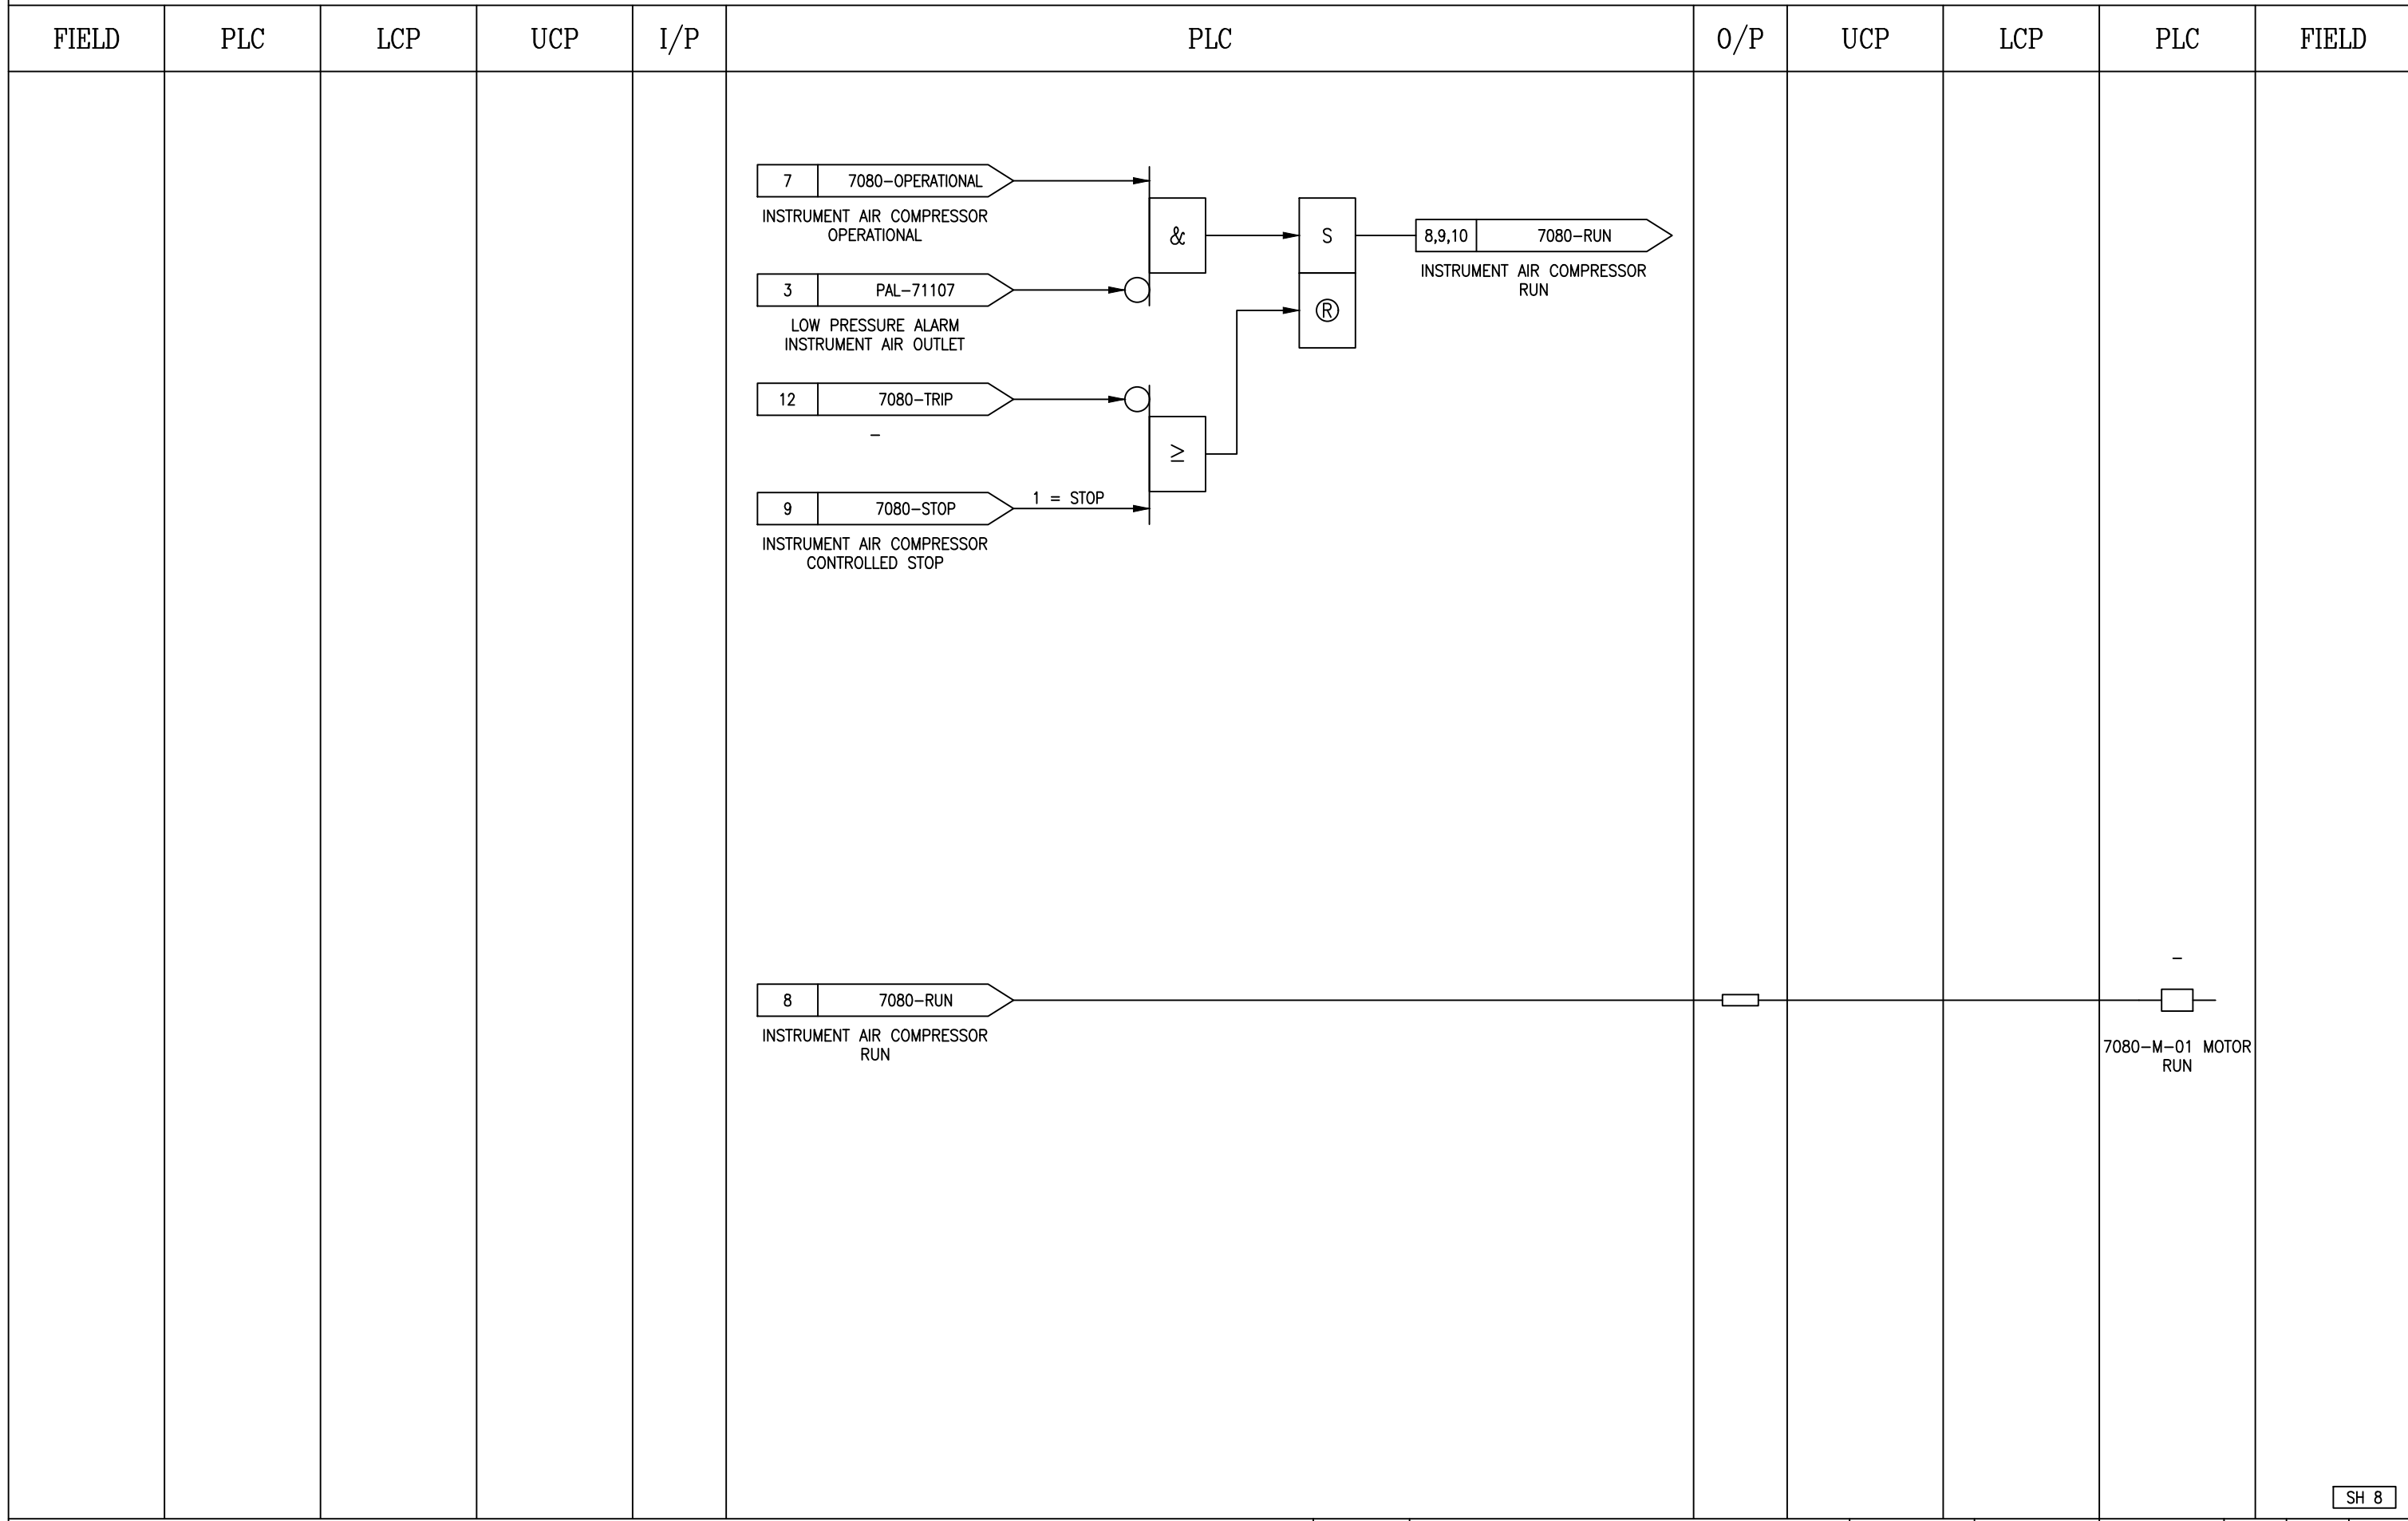 FIELD PLC LCP UCP I/P PLC O/P UCP LCP PLC FIELD
7 7080-OPERATIONAL
INSTRUMENT AIR COMPRESSOR
OPERATIONAL
&
S
8,9,10 7080-RUN
INSTRUMENT AIR COMPRESSOR
RUN
3 PAL-71107
LOW PRESSURE ALARM
INSTRUMENT AIR OUTLET
R
12 7080-TRIP
-
≥
9 7080-STOP
1 = STOP
INSTRUMENT AIR COMPRESSOR
CONTROLLED STOP
8 7080-RUN
INSTRUMENT AIR COMPRESSOR
RUN
-
7080-M-01 MOTOR
RUN
SH 8